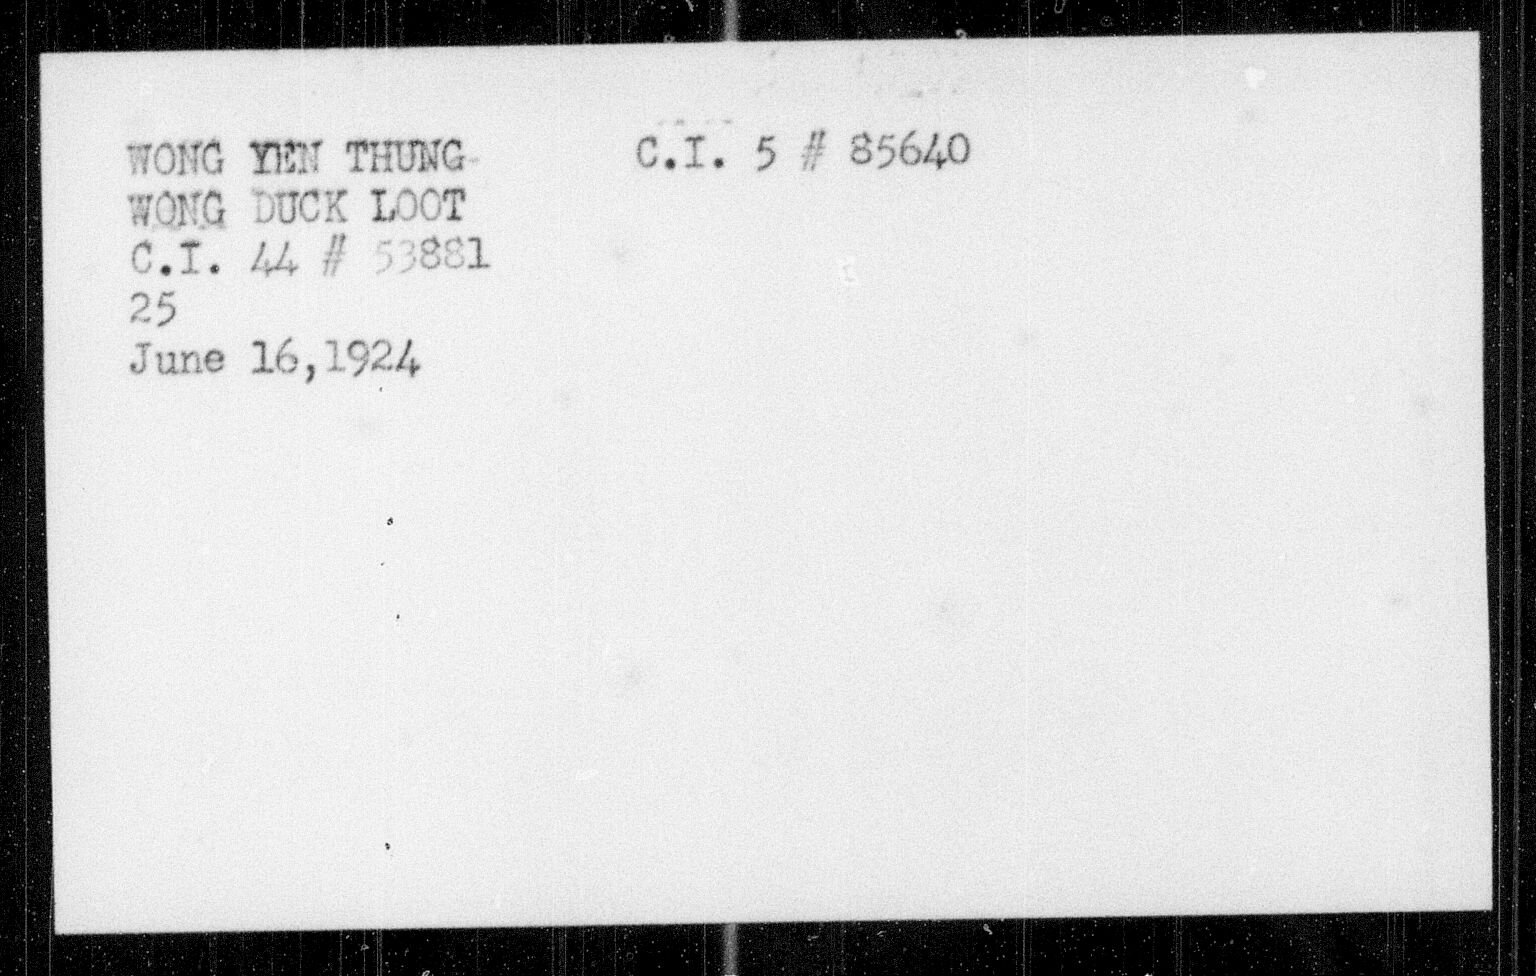 WONG YEN THUNG C.I. 5 # 85640
WONG DUCK LOOT
C.I. 44 # 53881
25
June 16,1924